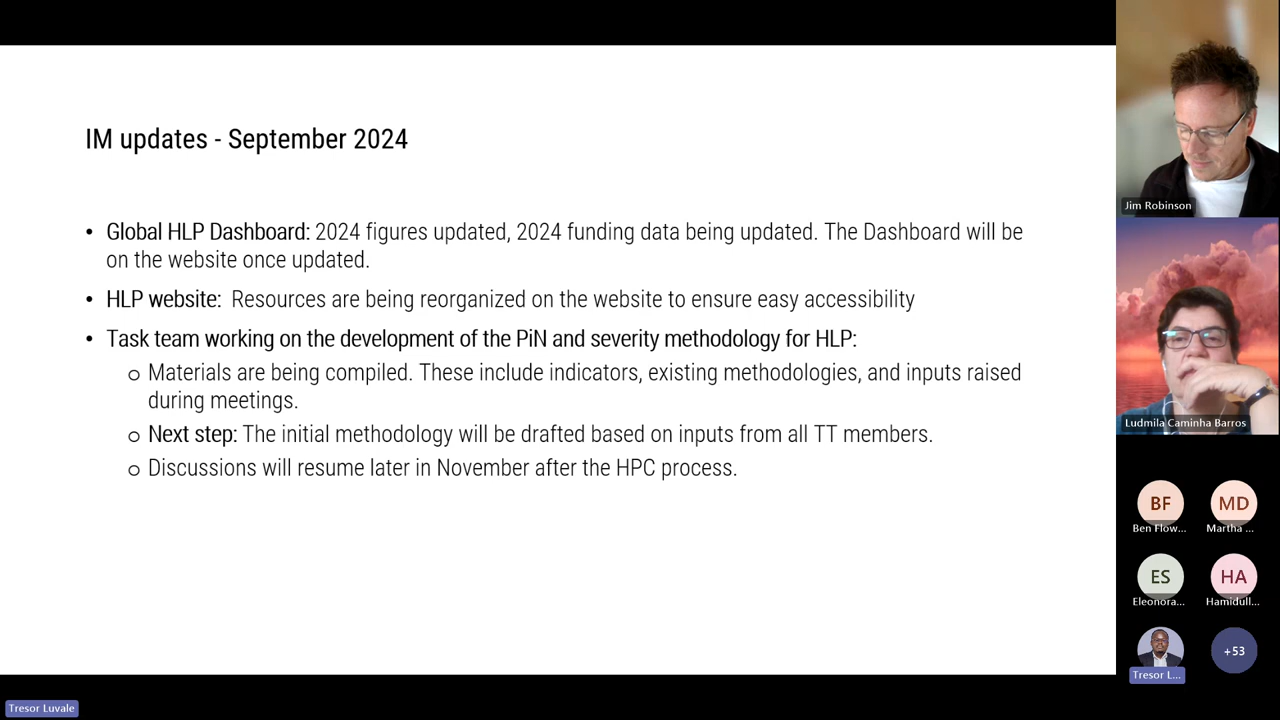 IM updates - September 2024
• Global HLP Dashboard: 2024 figures updated, 2024 funding data being updated. The Dashboard will be
on the website once updated.
• HLP website: Resources are being reorganized on the website to ensure easy accessibility
• Task team working on the development of the PiN and severity methodology for HLP:
o Materials are being compiled. These include indicators, existing methodologies, and inputs raised
during meetings.
o Next step: The initial methodology will be drafted based on inputs from all TT members.
o Discussions will resume later in November after the HPC process.
Jim Robinson
Ludmila Caminha Barros
BF
Ben Flow...
MD
Martha ...
ES
Eleonora...
HA
Hamidull...
Tresor L...
+53
Tresor Luvale